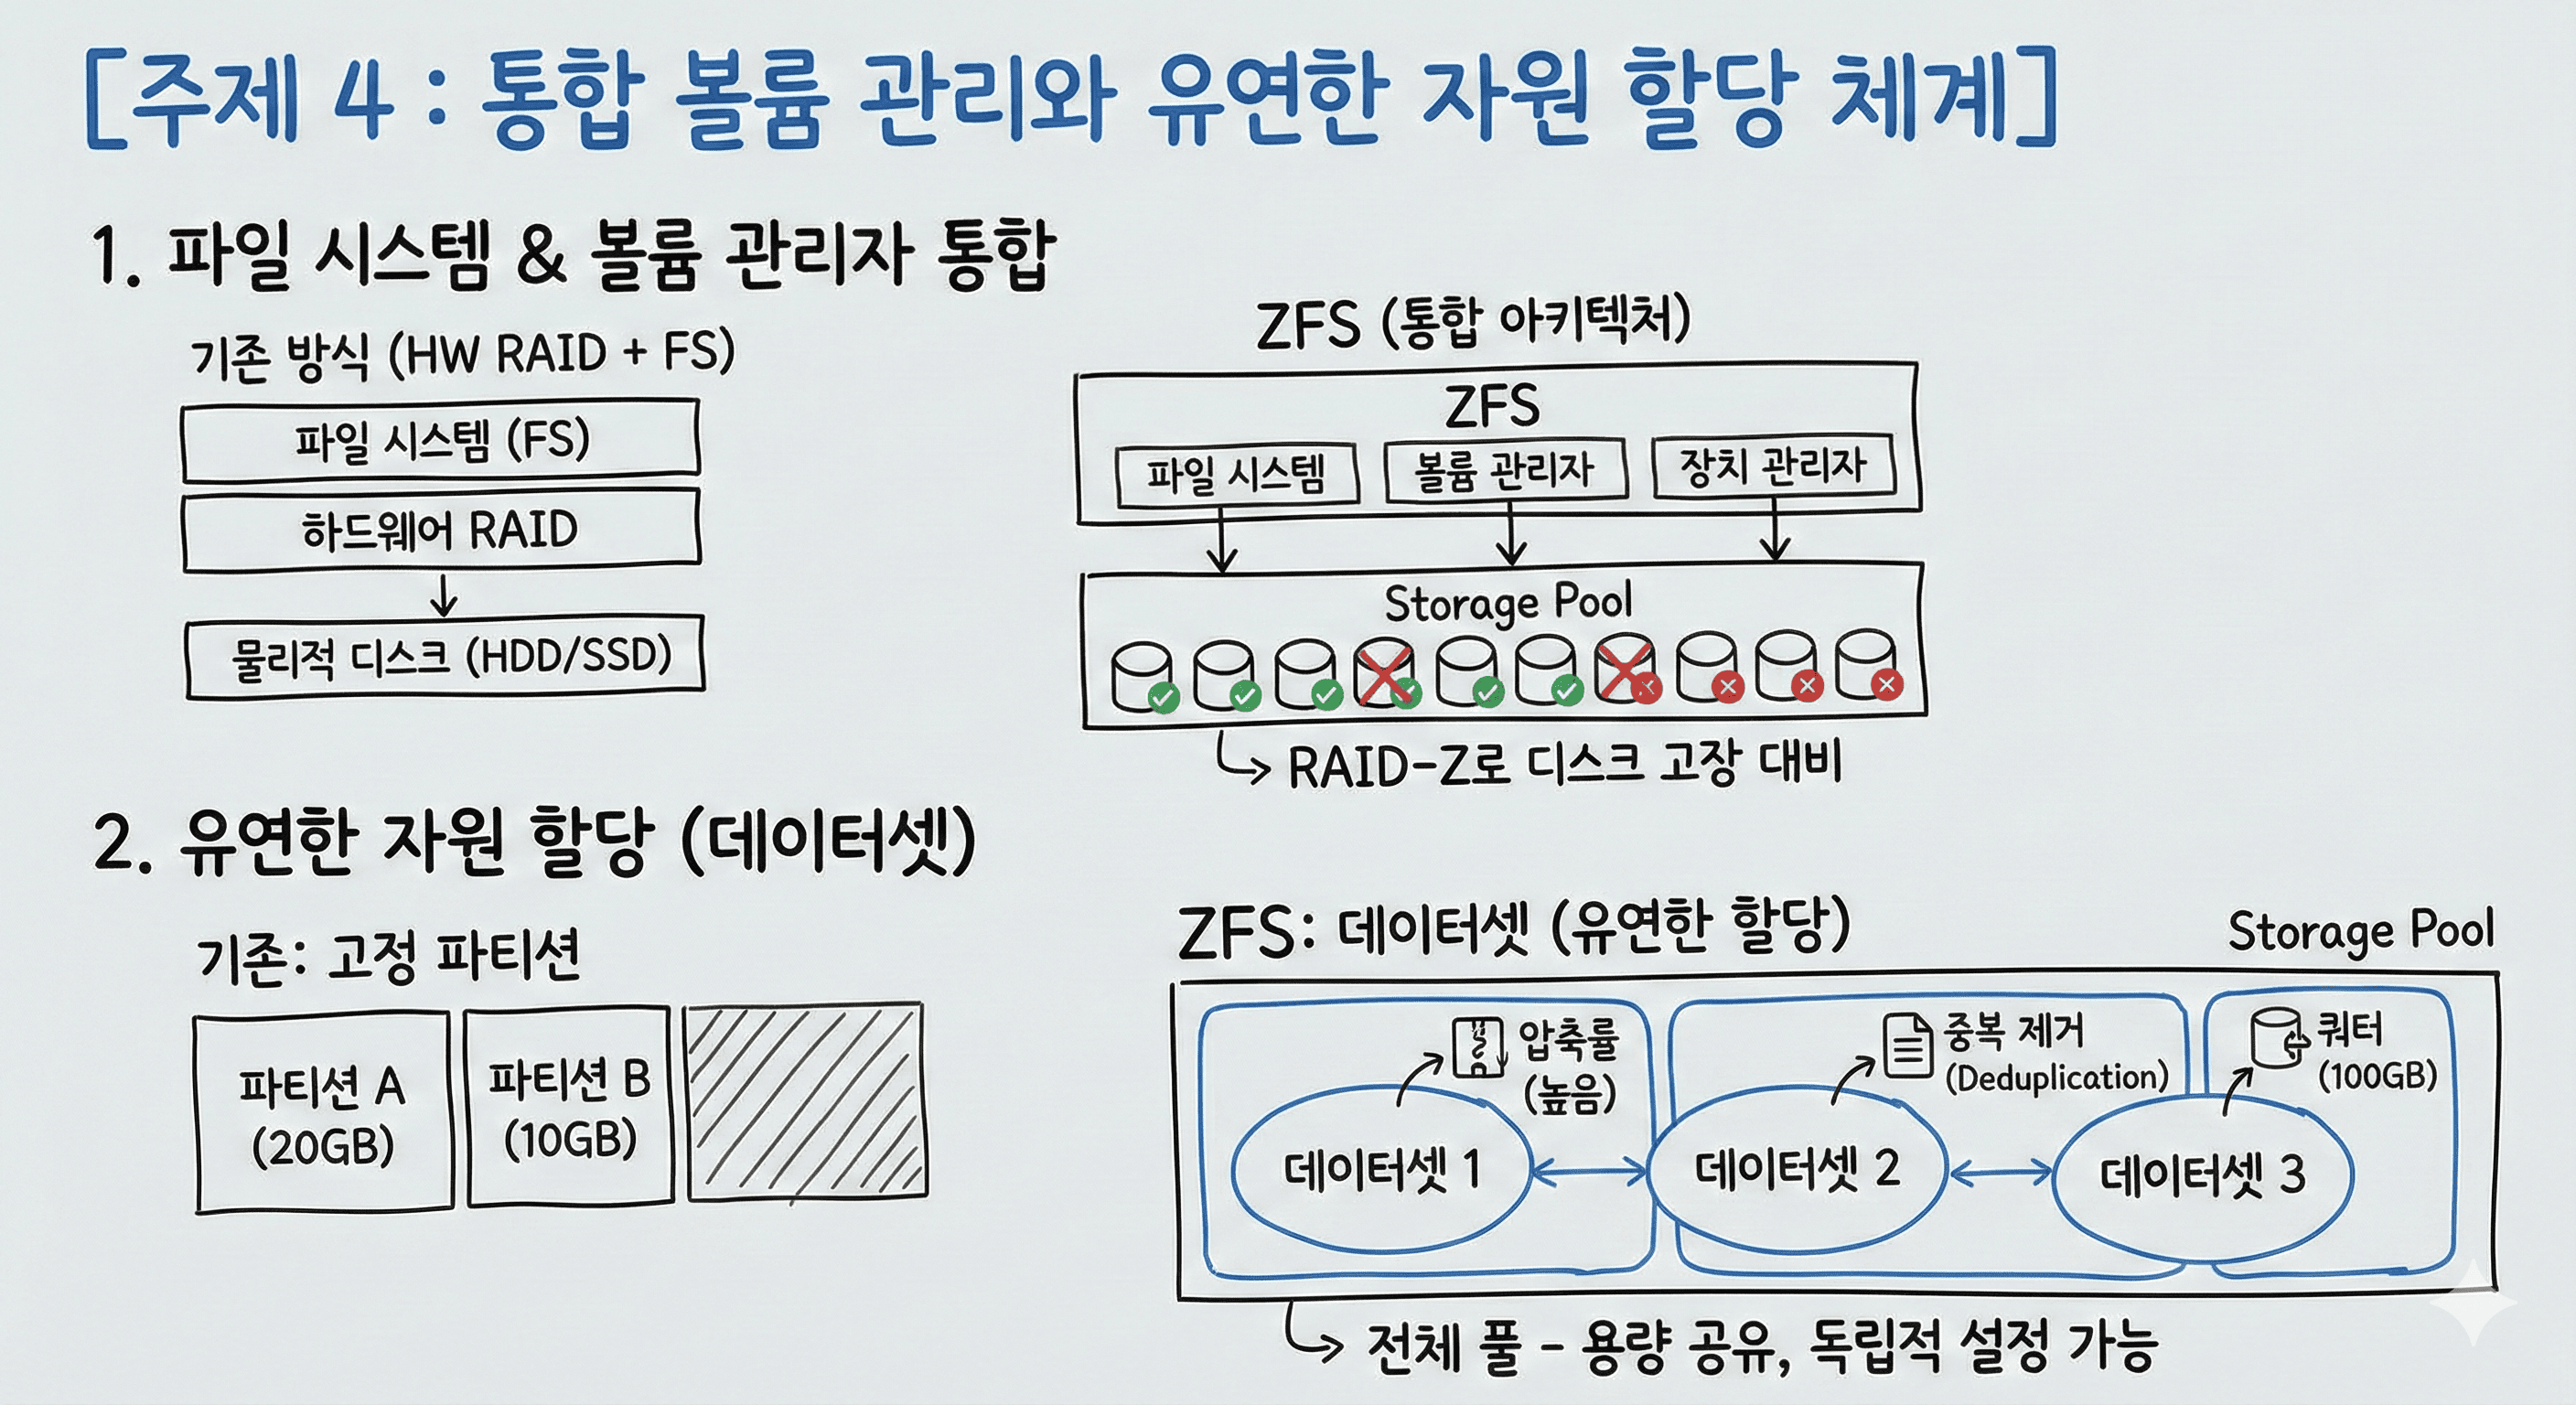 [주제 4 : 통합 볼륨 관리와 유연한 자원 할당 체계]
1. 파일 시스템 & 볼륨 관리자 통합
기존 방식 (HW RAID + FS)
파일 시스템 (FS)
하드웨어 RAID
물리적 디스크 (HDD/SSD)
ZFS (통합 아키텍처)
ZFS
파일 시스템
볼륨 관리자
장치 관리자
Storage Pool
RAID-Z로 디스크 고장 대비
2. 유연한 자원 할당 (데이터셋)
기존: 고정 파티션
파티션 A
(20GB)
파티션 B
(10GB)
ZFS: 데이터셋 (유연한 할당)
Storage Pool
압축률
(높음)
데이터셋 1
중복 제거
(Deduplication)
데이터셋 2
쿼터
(100GB)
데이터셋 3
전체 풀 - 용량 공유, 독립적 설정 가능